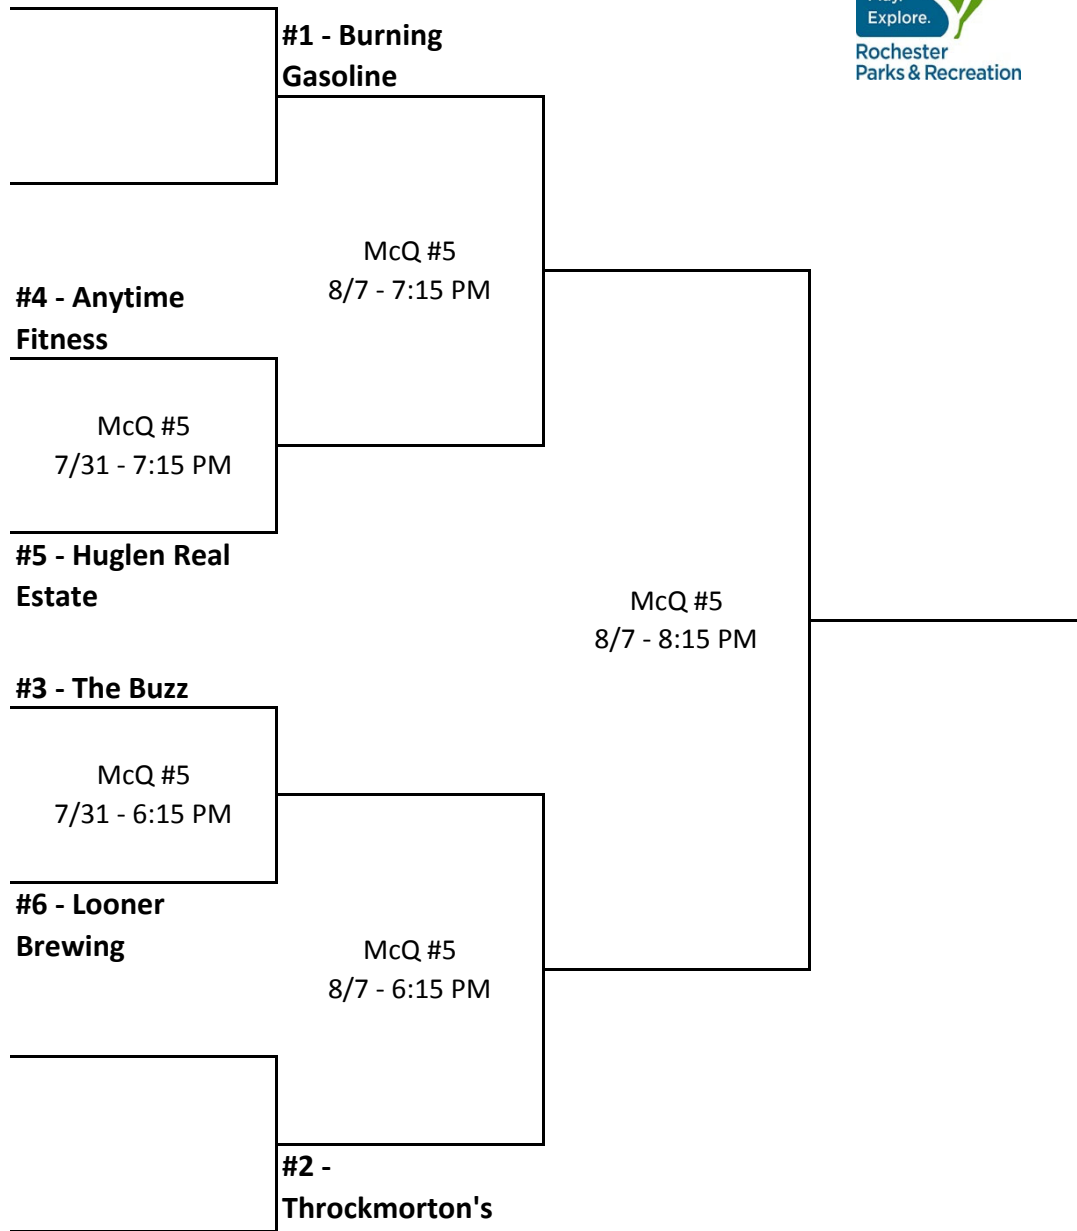 Explore.
Rochester
Parks & Recreation
#1 - Burning
Gasoline
McQ #5
8/7 - 7:15 PM
#4 - Anytime
Fitness
McQ #5
7/31 - 7:15 PM
#5 - Huglen Real
Estate
McQ #5
8/7 - 8:15 PM
#3 - The Buzz
McQ #5
7/31 - 6:15 PM
#6 - Looner
Brewing
McQ #5
8/7 - 6:15 PM
#2 -
Throckmorton's